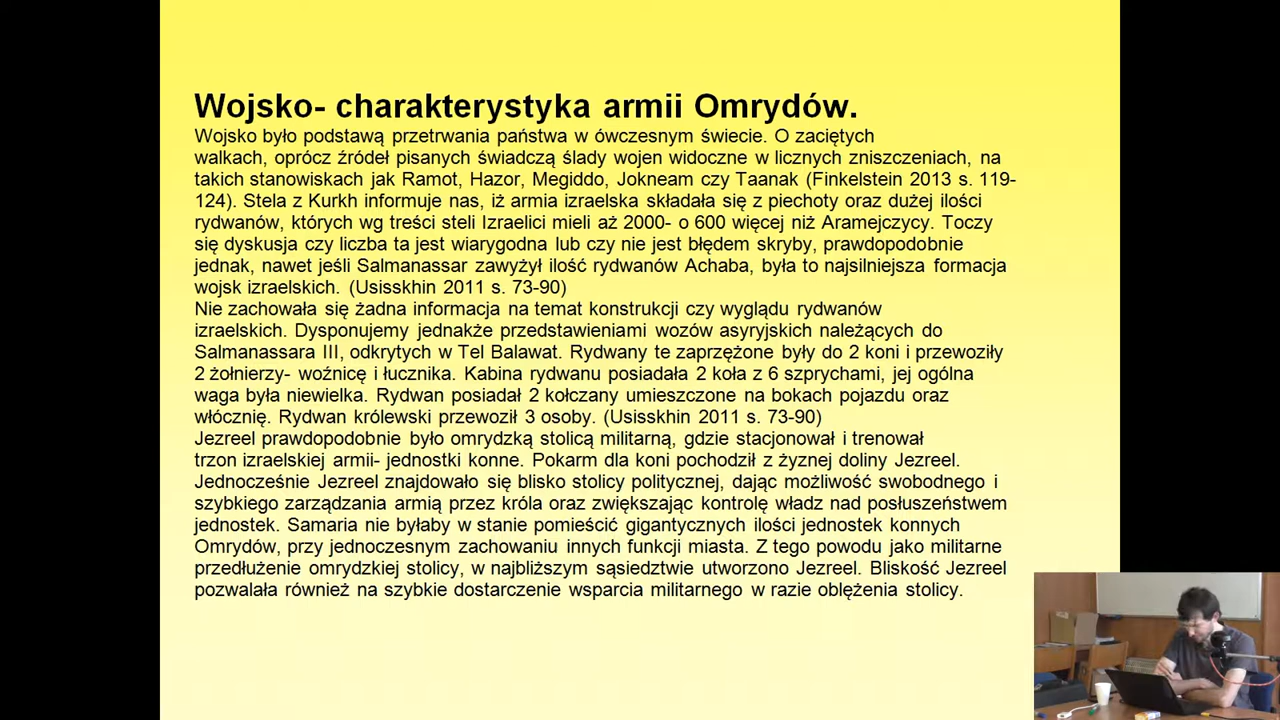 Wojsko- charakterystyka armii Omrydów.
Wojsko było podstawą przetrwania państwa w ówczesnym świecie. O zaciętych
walkach, oprócz źródeł pisanych świadczą ślady wojen widoczne w licznych zniszczeniach, na
takich stanowiskach jak Ramot, Hazor, Megiddo, Jokneam czy Taanak (Finkelstein 2013 s. 119-
124). Stela z Kurkh informuje nas, iż armia izraelska składała się z piechoty oraz dużej ilości
rydwanów, których wg treści steli Izraelici mieli aż 2000- o 600 więcej niż Aramejczycy. Toczy
się dyskusja czy liczba ta jest wiarygodna lub czy nie jest błędem skryby, prawdopodobnie
jednak, nawet jeśli Salmanassar zawyżył ilość rydwanów Achaba, była to najsilniejsza formacja
wojsk izraelskich. (Usisskhin 2011 s. 73-90)
Nie zachowała się żadna informacja na temat konstrukcji czy wyglądu rydwanów
izraelskich. Dysponujemy jednakże przedstawieniami wozów asyryjskich należących do
Salmanassara III, odkrytych w Tel Balawat. Rydwany te zaprzężone były do 2 koni i przewoziły
2 żołnierzy- woźnicę i łucznika. Kabina rydwanu posiadała 2 koła z 6 szprychami, jej ogólna
waga była niewielka. Rydwan posiadał 2 kołczany umieszczone na bokach pojazdu oraz
włócznię. Rydwan królewski przewoził 3 osoby. (Usisskhin 2011 s. 73-90)
Jezreel prawdopodobnie było omrydzką stolicą militarną, gdzie stacjonował i trenował
trzon izraelskiej armii- jednostki konne. Pokarm dla koni pochodził z żyznej doliny Jezreel.
Jednocześnie Jezreel znajdowało się blisko stolicy politycznej, dając możliwość swobodnego i
szybkiego zarządzania armią przez króla oraz zwiększając kontrolę władz nad posłuszeństwem
jednostek. Samaria nie byłaby w stanie pomieścić gigantycznych ilości jednostek konnych
Omrydów, przy jednoczesnym zachowaniu innych funkcji miasta. Z tego powodu jako militarne
przedłużenie omrydzkiej stolicy, w najbliższym sąsiedztwie utworzono Jezreel. Bliskość Jezreel
pozwalała również na szybkie dostarczenie wsparcia militarnego w razie oblężenia stolicy.